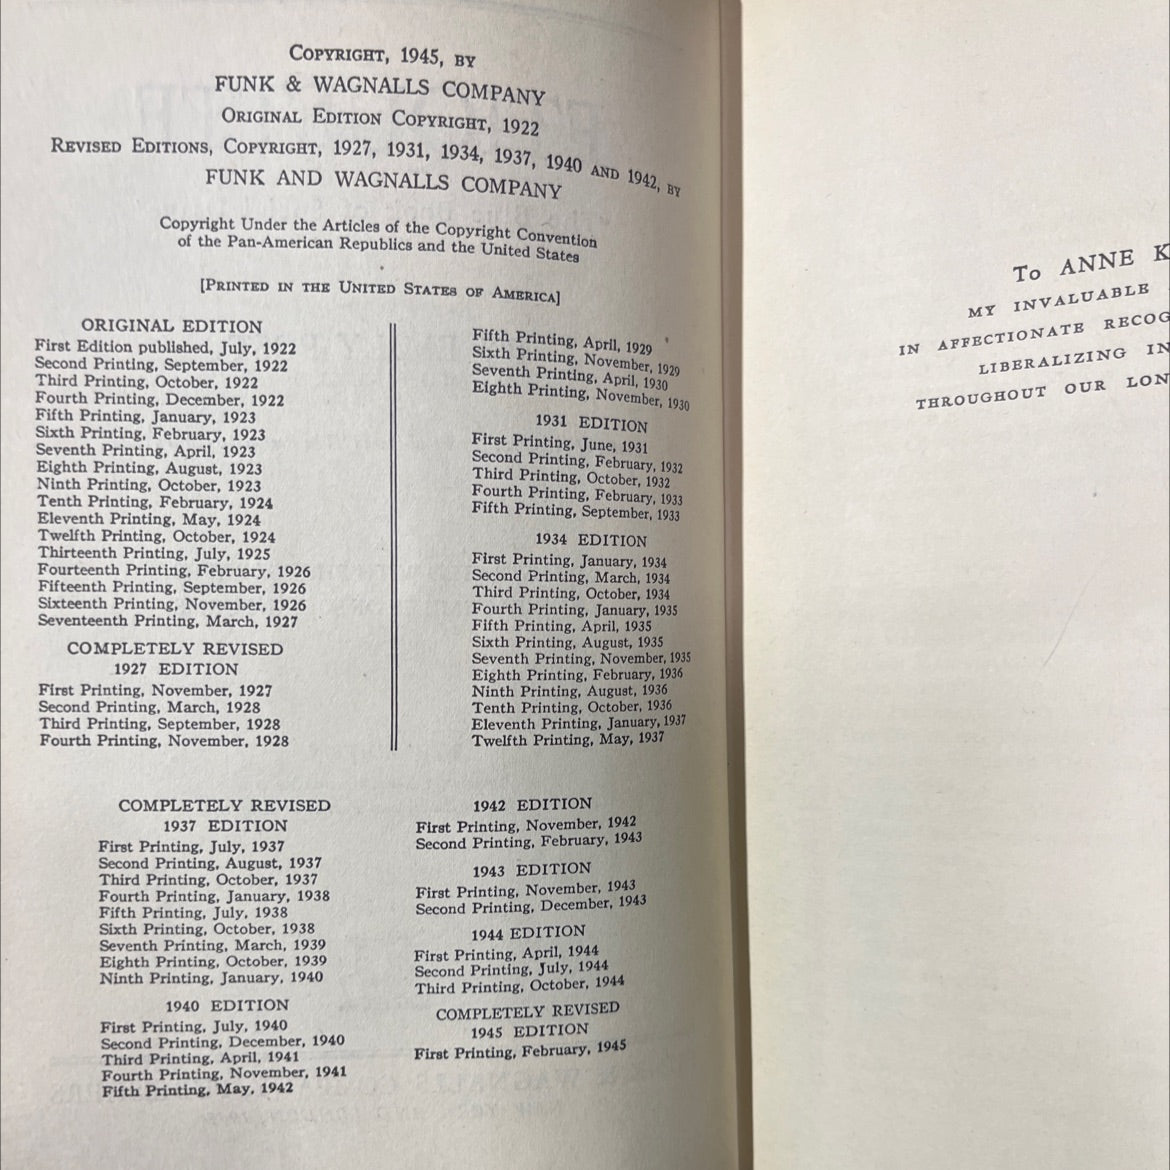 COPYRIGHT, 1945, BY
FUNK & WAGNALLS COMPANY
ORIGINAL EDITION COPYRIGHT, 1922
REVISED EDITIONS, COPYRIGHT, 1927, 1931, 1934, 1937, 1940 AND 1942, BY
FUNK AND WAGNALLS COMPANY
Copyright Under the Articles of the Copyright Convention
of the Pan-American Republics and the United States
[PRINTED IN THE UNITED STATES OF AMERICA]
ORIGINAL EDITION
First Edition published, July, 1922
Second Printing, September, 1922
Third Printing, October, 1922
Fourth Printing, December, 1922
Fifth Printing, January, 1923
Sixth Printing, February, 1923
Seventh Printing, April, 1923
Eighth Printing, August, 1923
Ninth Printing, October, 1923
Tenth Printing, February, 1924
Eleventh Printing, May, 1924
Twelfth Printing, October, 1924
Thirteenth Printing, July, 1925
Fourteenth Printing, February, 1926
Fifteenth Printing, September, 1926
Sixteenth Printing, November, 1926
Seventeenth Printing, March, 1927
COMPLETELY REVISED
1927 EDITION
First Printing, November, 1927
Second Printing, March, 1928
Third Printing, September, 1928
Fourth Printing, November, 1928
Fifth Printing, April, 1929
Sixth Printing, November, 1929
Seventh Printing, April, 1930
Eighth Printing, November, 1930
1931 EDITION
First Printing, June, 1931
Second Printing, February, 1932
Third Printing, October, 1932
Fourth Printing, February, 1933
Fifth Printing, September, 1933
1934 EDITION
First Printing, January, 1934
Second Printing, March, 1934
Third Printing, October, 1934
Fourth Printing, January, 1935
Fifth Printing, April, 1935
Sixth Printing, August, 1935
Seventh Printing, November, 1935
Eighth Printing, February, 1936
Ninth Printing, August, 1936
Tenth Printing, October, 1936
Eleventh Printing, January, 1937
Twelfth Printing, May, 1937
COMPLETELY REVISED
1937 EDITION
First Printing, July, 1937
Second Printing, August, 1937
Third Printing, October, 1937
Fourth Printing, January, 1938
Fifth Printing, July, 1938
Sixth Printing, October, 1938
Seventh Printing, March, 1939
Eighth Printing, October, 1939
Ninth Printing, January, 1940
1940 EDITION
First Printing, July, 1940
Second Printing, December, 1940
Third Printing, April, 1941
Fourth Printing, November, 1941
Fifth Printing, May, 1942
1942 EDITION
First Printing, November, 1942
Second Printing, February, 1943
1943 EDITION
First Printing, November, 1943
Second Printing, December, 1943
1944 EDITION
First Printing, April, 1944
Second Printing, July, 1944
Third Printing, October, 1944
COMPLETELY REVISED
1945 EDITION
First Printing, February, 1945
TO ANNE K
MY INVALUABLE
IN AFFECTIONATE RECOG
LIBERALIZING IN
THROUGHOUT OUR LON